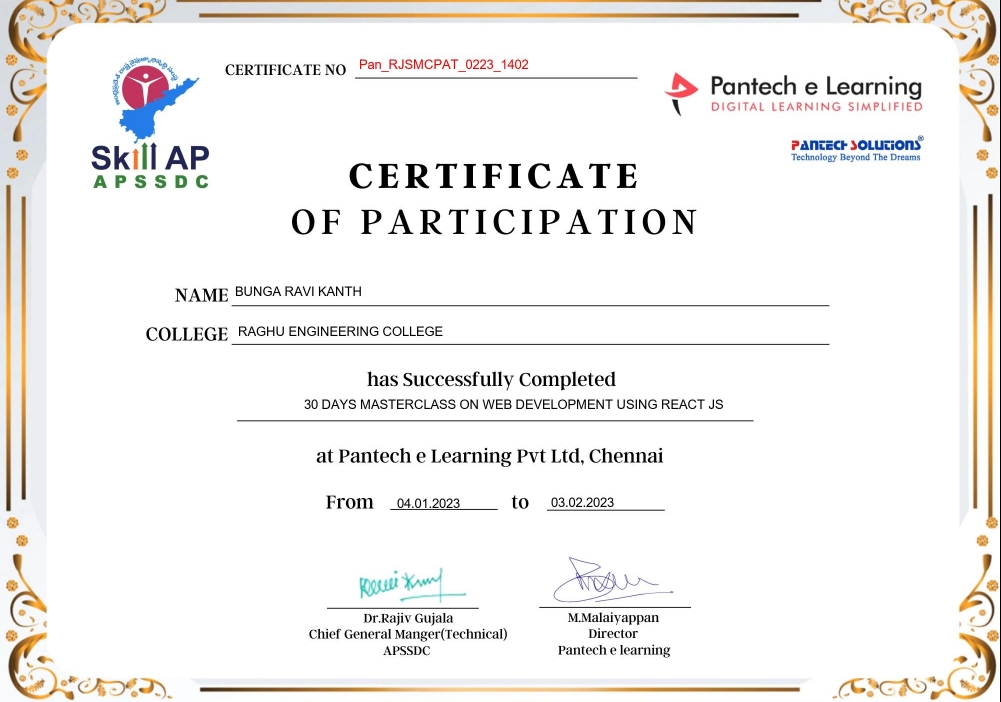 CERTIFICATE NO Pan_RJSMCPAT_0223_1402
Skill AP
APSSDC
Pantech e Learning
DIGITAL LEARNING SIMPLIFIED
PANTECH SOLUTIONS®
Technology Beyond The Dreams
CERTIFICATE
OF PARTICIPATION
NAME BUNGA RAVI KANTH
COLLEGE RAGHU ENGINEERING COLLEGE
has Successfully Completed
30 DAYS MASTERCLASS ON WEB DEVELOPMENT USING REACT JS
at Pantech e Learning Pvt Ltd, Chennai
From 04.01.2023 to 03.02.2023
Dr.Rajiv Gujala
Chief General Manger(Technical)
APSSDC
M.Malaiyappan
Director
Pantech e learning